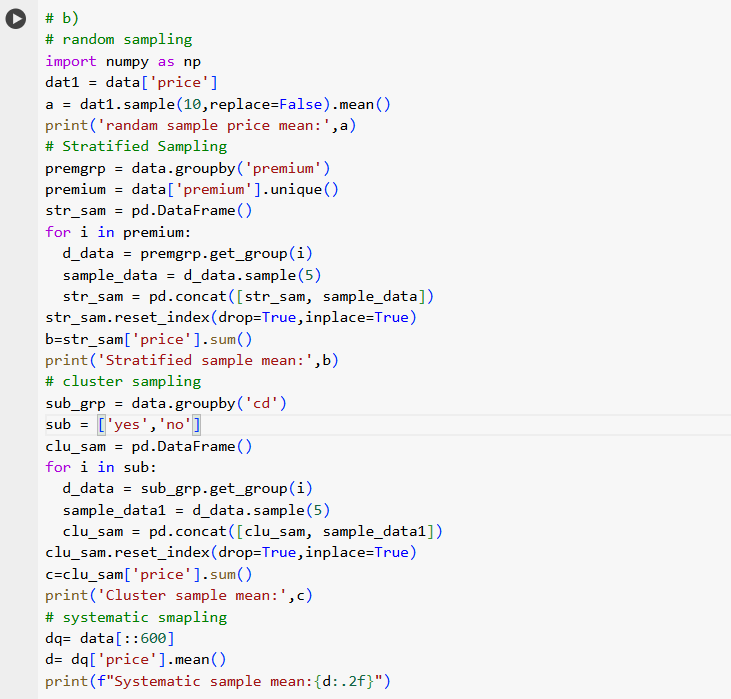 # b)
# random sampling
import numpy as np
dat1 = data['price']
a = dat1.sample(10,replace=False).mean()
print('randam sample price mean:',a)
# Stratified Sampling
premgrp = data.groupby('premium')
premium = data['premium'].unique()
str_sam = pd.DataFrame()
for i in premium:
  d_data = premgrp.get_group(i)
  sample_data = d_data.sample(5)
  str_sam = pd.concat([str_sam, sample_data])
str_sam.reset_index(drop=True,inplace=True)
b=str_sam['price'].sum()
print('Stratified sample mean:',b)
# cluster sampling
sub_grp = data.groupby('cd')
sub = ['yes','no']
clu_sam = pd.DataFrame()
for i in sub:
  d_data = sub_grp.get_group(i)
  sample_data1 = d_data.sample(5)
  clu_sam = pd.concat([clu_sam, sample_data1])
clu_sam.reset_index(drop=True,inplace=True)
c=clu_sam['price'].sum()
print('Cluster sample mean:',c)
# systematic smapling
dq= data[::600]
d= dq['price'].mean()
print(f"Systematic sample mean:{d:.2f}")